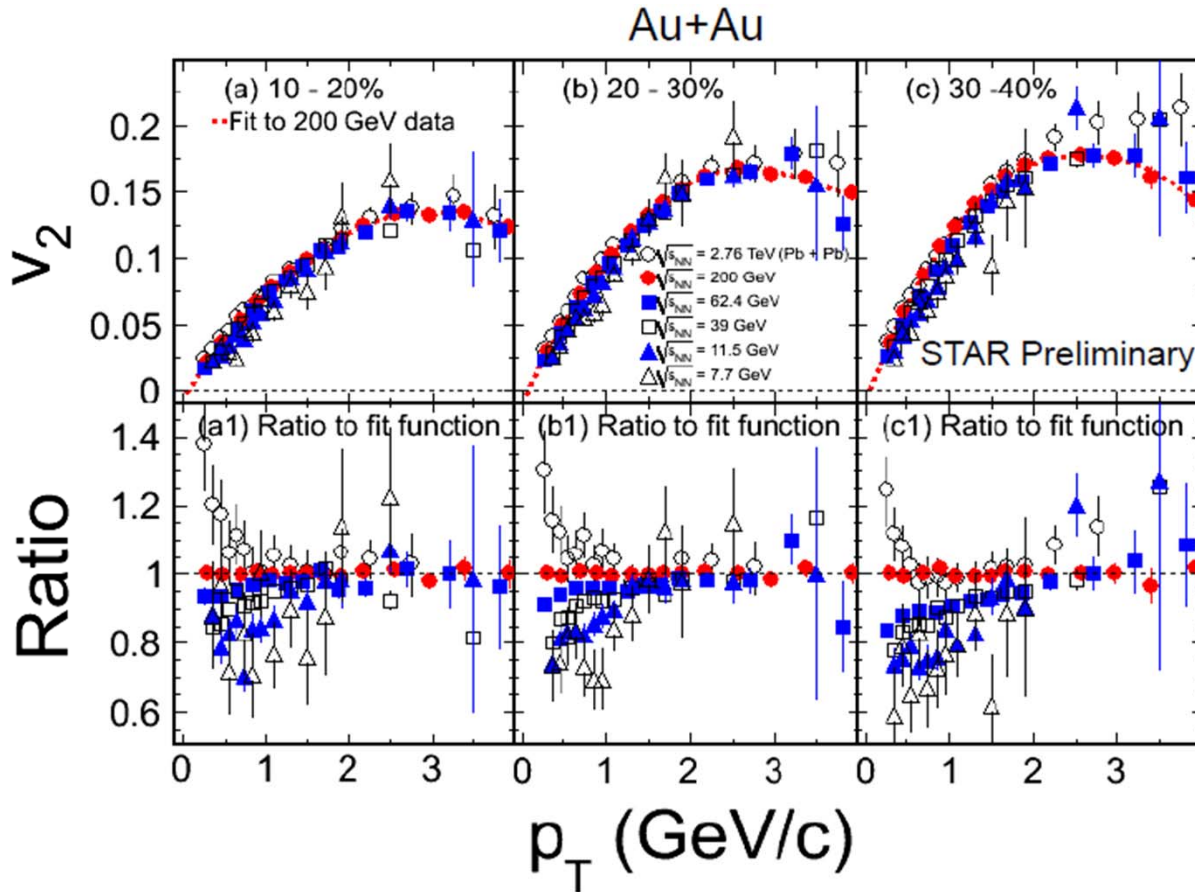 Au+Au
(a) 10 - 20%
Fit to 200 GeV data
(b) 20 - 30%
(c) 30 -40%
0.2
0.15
0.1
0.05
0
v2
√sNN = 2.76 TeV (Pb + Pb)
√sNN = 200 GeV
√sNN = 62.4 GeV
√sNN = 39 GeV
√sNN = 11.5 GeV
√sNN = 7.7 GeV
STAR Preliminary
(a1) Ratio to fit function
(b1) Ratio to fit function
(c1) Ratio to fit function
1.4
1.2
1
0.8
0.6
Ratio
0 1 2 3 0 1 2 3 0 1 2 3
pT (GeV/c)